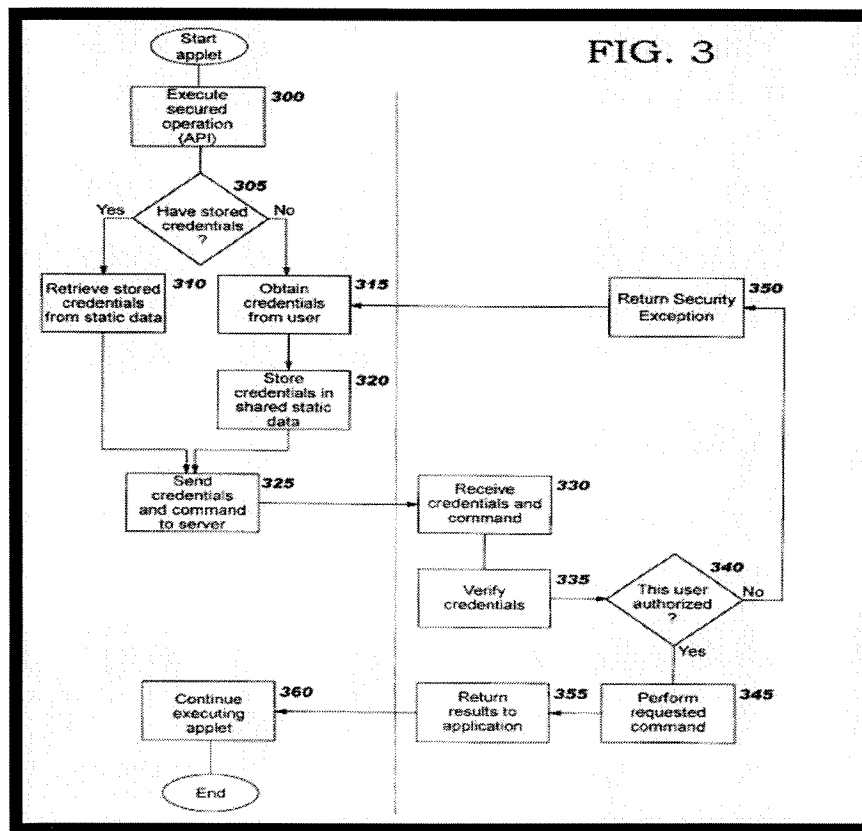 FIG. 3
Start
applet
300
Execute
secured
operation
(API)
305
Have stored
credentials
?
Yes
No
310
Retrieve stored
credentials
from static data
315
Obtain
credentials
from user
350
Return Security
Exception
320
Store
credentials in
shared static
data
325
Send
credentials
and command
to server
330
Receive
credentials and
command
335
Verify
credentials
340
This user
authorized
?
No
Yes
345
Perform
requested
command
355
Return
results to
application
360
Continue
executing
applet
End